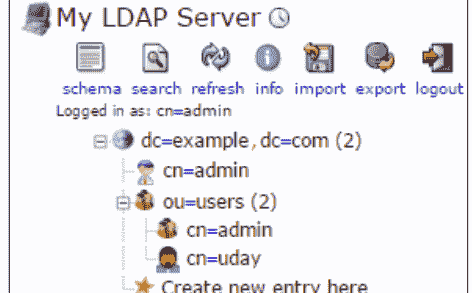 My LDAP Server
schema search refresh info import export logout
Logged in as: cn=admin
dc=example, dc=com (2)
cn=admin
ou=users (2)
cn=admin
cn=uday
Create new entry here